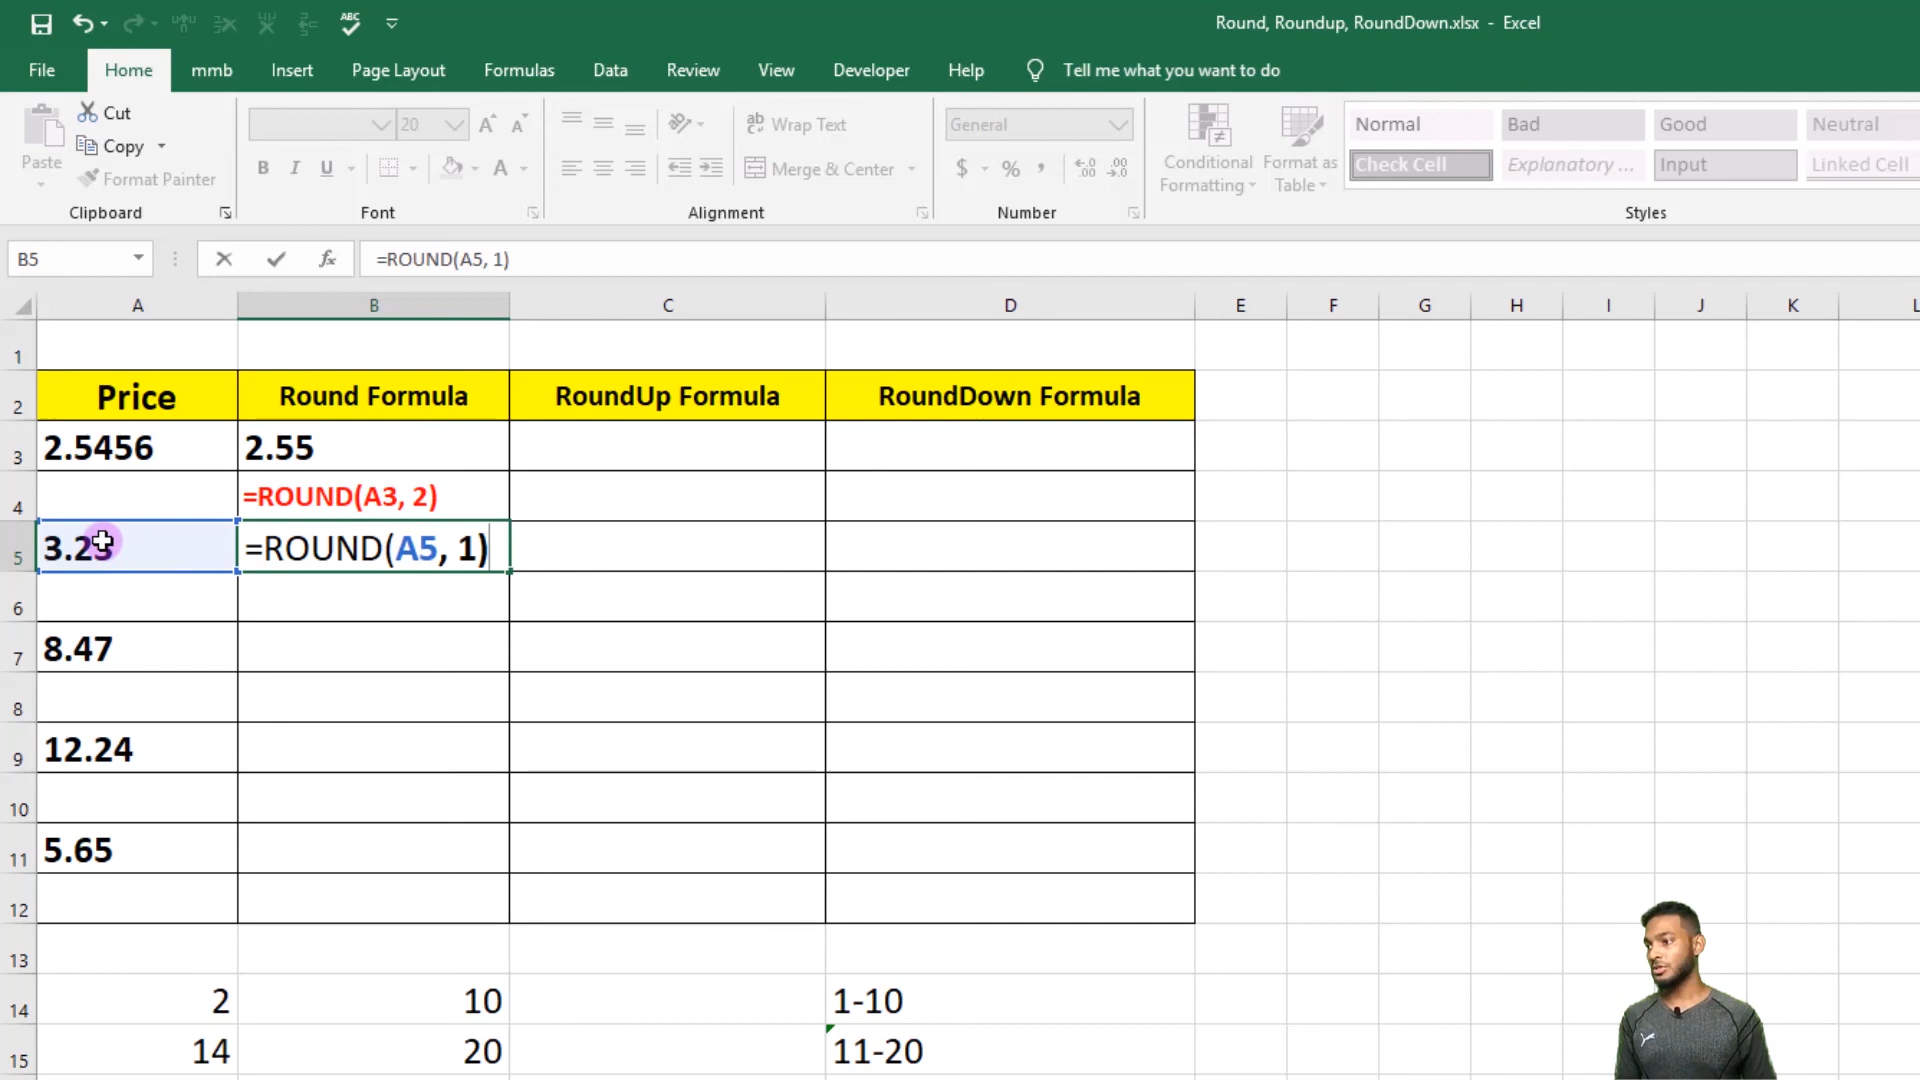 Round, Roundup, RoundDown.xlsx - Excel
File Home mmb Insert Page Layout Formulas Data Review View Developer Help Tell me what you want to do
Paste
Cut
Copy
Format Painter
Clipboard
20
B I U
Font
Wrap Text
Merge & Center
Alignment
General
$ % ,
Number
Conditional Formatting
Format as Table
Normal Bad Good Neutral
Check Cell Explanatory ... Input Linked Cell
Styles
B5 fx =ROUND(A5, 1)
A B C D E F G H I J K L
1
2 Price Round Formula RoundUp Formula RoundDown Formula
3 2.5456 2.55
4 =ROUND(A3, 2)
5 3.25 =ROUND(A5, 1)
6
7 8.47
8
9 12.24
10
11 5.65
12
13
14 2 10 1-10
15 14 20 11-20